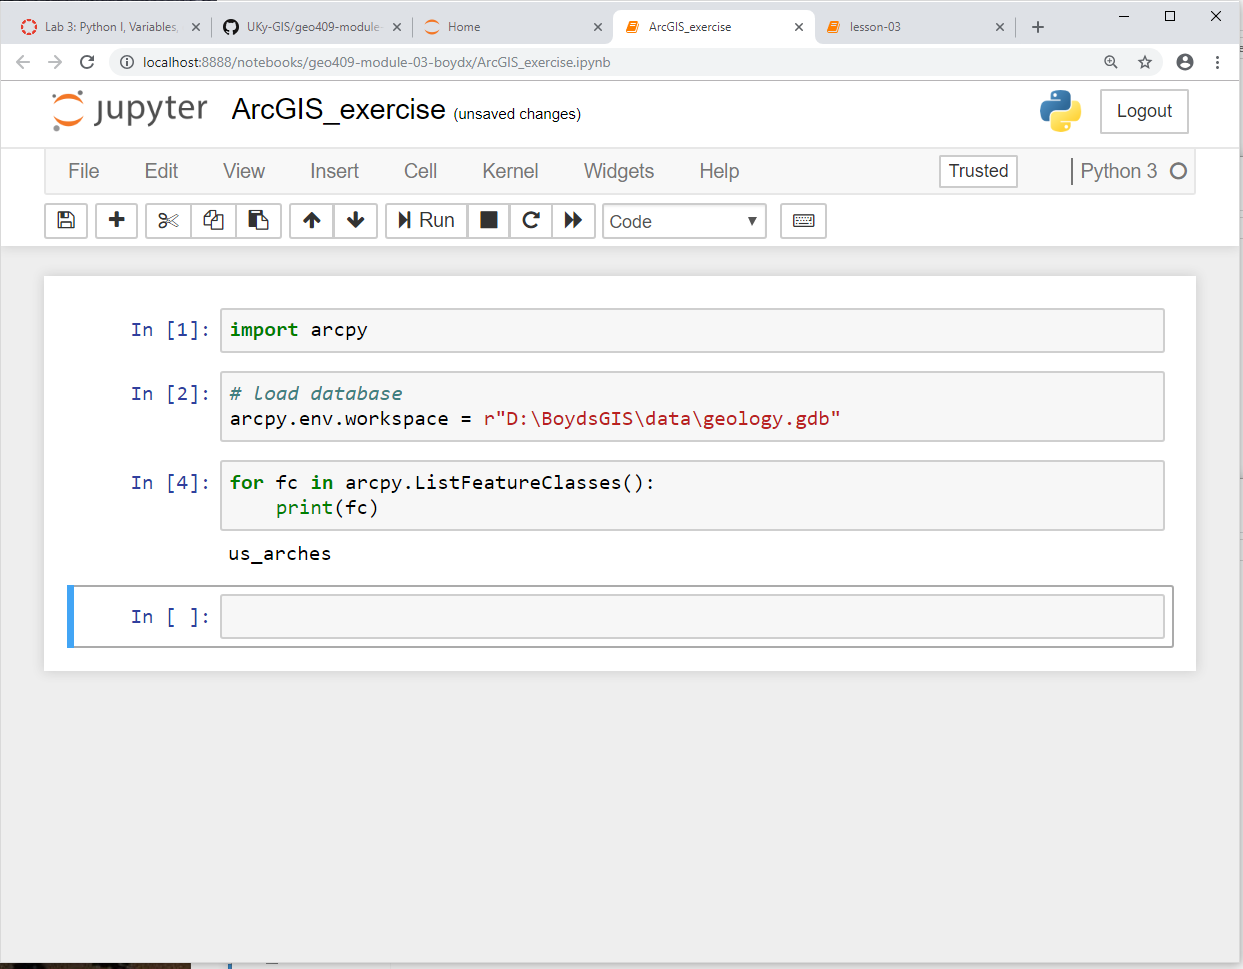 Lab 3: Python I, Variables,
UKy-GIS/geo409-module-
Home
ArcGIS_exercise
lesson-03
localhost:8888/notebooks/geo409-module-03-boydx/ArcGIS_exercise.ipynb
jupyter ArcGIS_exercise (unsaved changes)
Logout
File Edit View Insert Cell Kernel Widgets Help Trusted Python 3
Run Code
In [1]: import arcpy
In [2]: # load database
arcpy.env.workspace = r"D:\BoydsGIS\data\geology.gdb"
In [4]: for fc in arcpy.ListFeatureClasses():
print(fc)
us_arches
In [ ]: